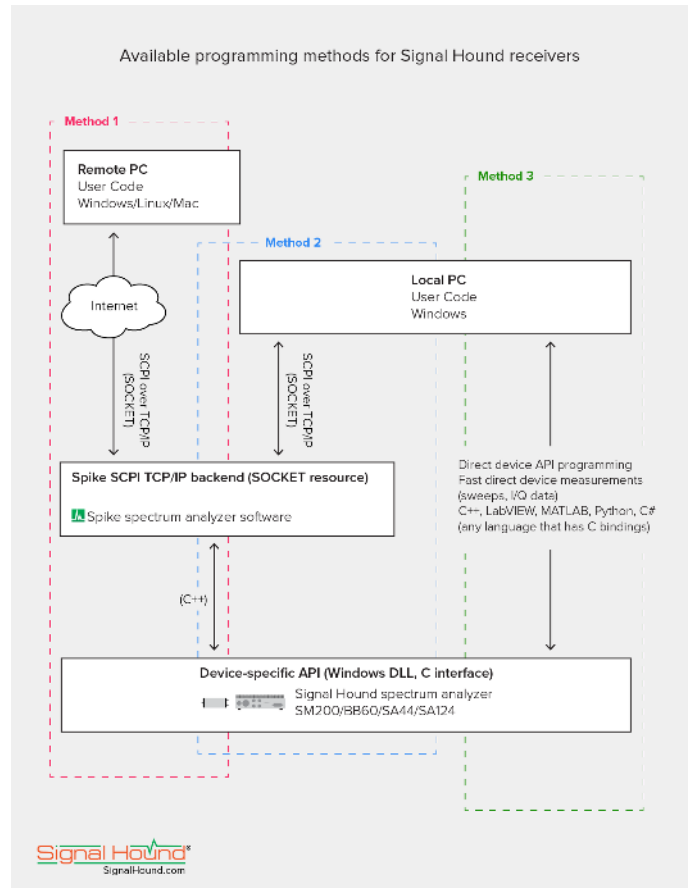 Available programming methods for Signal Hound receivers
Method 1
Remote PC
User Code
Windows/Linux/Mac
Method 3
Method 2
Local PC
User Code
Windows
Internet
SCPI over TCP/IP
(SOCKET)
SCPI over TCP/IP
(SOCKET)
Direct device API programming
Fast direct device measurements
(sweeps, I/Q data)
C++, LabVIEW, MATLAB, Python, C#
(any language that has C bindings)
Spike SCPI TCP/IP backend (SOCKET resource)
Spike spectrum analyzer software
(C++)
Device-specific API (Windows DLL, C interface)
Signal Hound spectrum analyzer
SM200/BB60/SA44/SA124
Signal Hound®
SignalHound.com